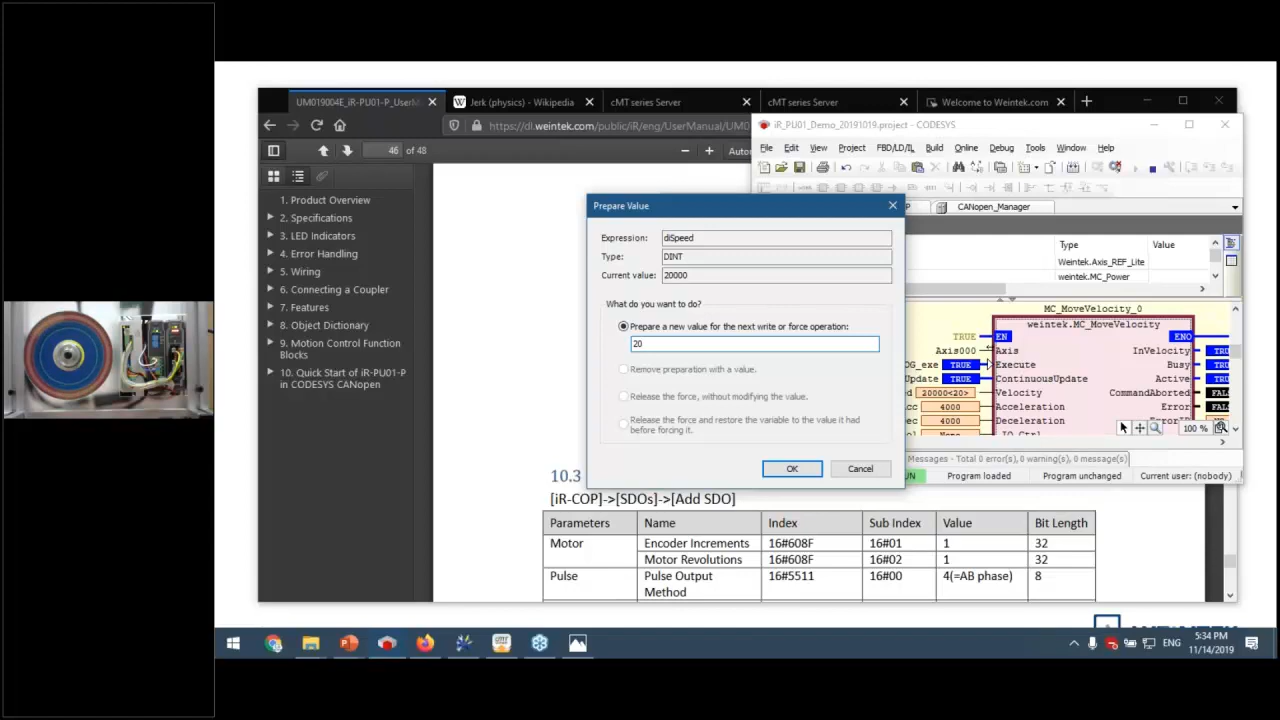 UM019004E_iR-PU01-P_UserM
Jerk (physics) - Wikipedia
cMT series Server
cMT series Server
Welcome to Weintek.com
https://dl.weintek.com/public/iR/eng/UserManual/UM0
46 of 48
iR_PU01_Demo_20191019.project - CODESYS
File Edit View Project FBD/LD/IL Build Online Debug Tools Window Help
CANopen_Manager
1. Product Overview
2. Specifications
3. LED Indicators
4. Error Handling
5. Wiring
6. Connecting a Coupler
7. Features
8. Object Dictionary
9. Motion Control Function
Blocks
10. Quick Start of iR-PU01-P
in CODESYS CANopen
Prepare Value
Expression: diSpeed
Type: DINT
Current value: 20000
What do you want to do?
Prepare a new value for the next write or force operation:
20
Remove preparation with a value.
Release the force, without modifying the value.
Release the force and restore the variable to the value it had
before forcing it.
OK Cancel
Type Value
Weintek.Axis_REF_Lite
weintek.MC_Power
MC_MoveVelocity_0
weintek.MC_MoveVelocity
TRUE EN ENO
Axis000 Axis InVelocity TRU
OG_exe TRUE Execute Busy TRU
Update TRUE ContinuousUpdate Active TRU
20000<20> Velocity CommandAborted FAL
4000 Acceleration Error FAL
4000 Deceleration ErrorID
100 %
Messages - Total 0 error(s), 0 warning(s), 0 message(s)
UN Program loaded Program unchanged Current user: (nobody)
10.3
[iR-COP]->[SDOs]->[Add SDO]
Parameters Name Index Sub Index Value Bit Length
Motor Encoder Increments 16#608F 16#01 1 32
Motor Revolutions 16#608F 16#02 1 32
Pulse Pulse Output 16#5511 16#00 4(=AB phase) 8
Method
ENG
5:34 PM
11/14/2019